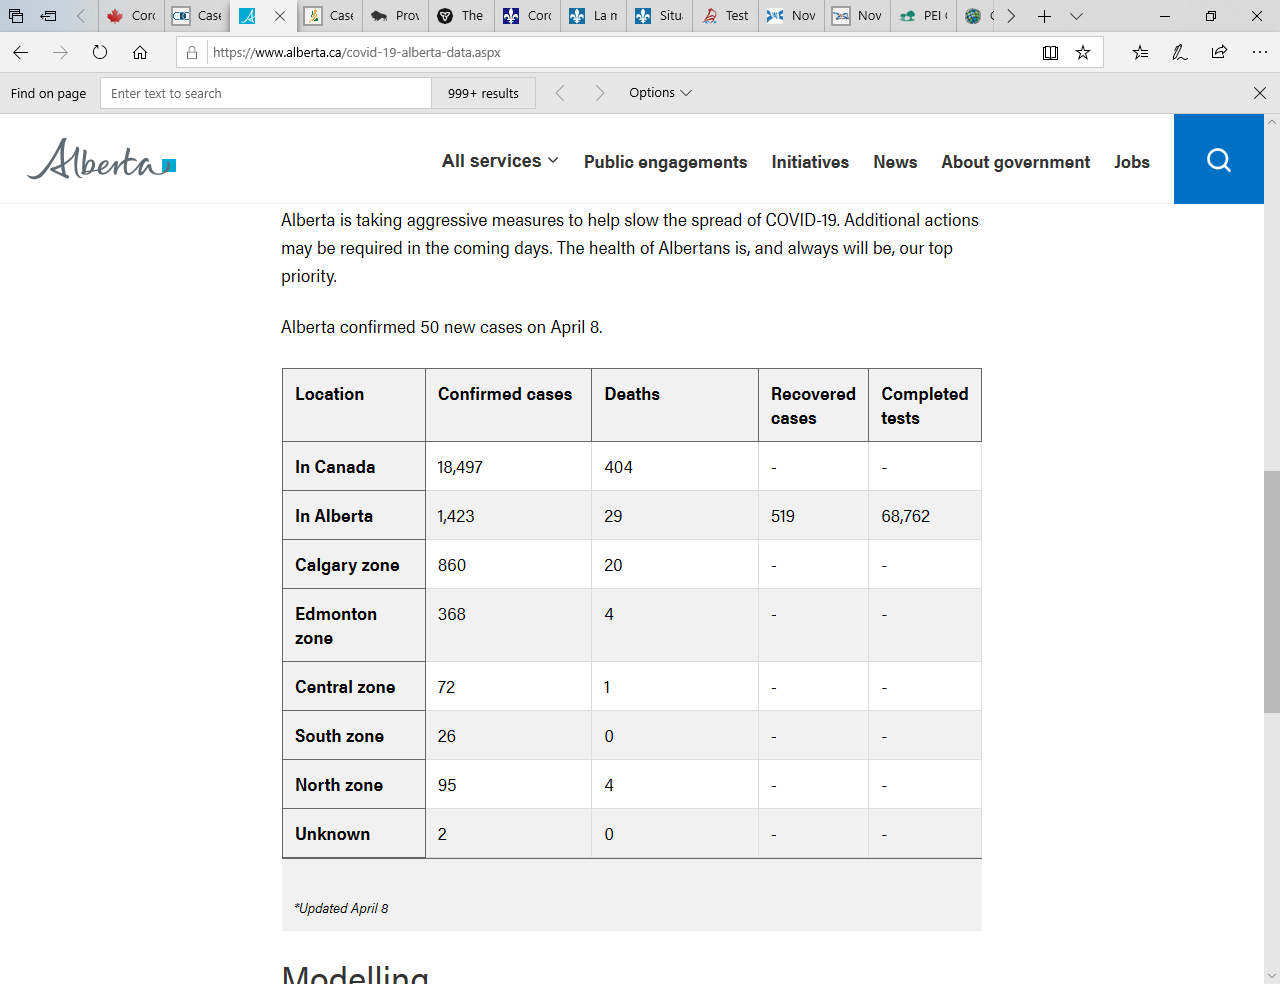 Corc
Case
Case
Prov
The
Corc
La n
Situ
Test
Nov
Nov
PEI
https://www.alberta.ca/covid-19-alberta-data.aspx
Find on page
Enter text to search
999+ results
Options
Alberta
All services
Public engagements
Initiatives
News
About government
Jobs
Alberta is taking aggressive measures to help slow the spread of COVID-19. Additional actions
may be required in the coming days. The health of Albertans is, and always will be, our top
priority.
Alberta confirmed 50 new cases on April 8.
Location Confirmed cases Deaths Recovered cases Completed tests
In Canada 18,497 404 - -
In Alberta 1,423 29 519 68,762
Calgary zone 860 20 - -
Edmonton zone 368 4 - -
Central zone 72 1 - -
South zone 26 0 - -
North zone 95 4 - -
Unknown 2 0 - -
*Updated April 8
Modelling